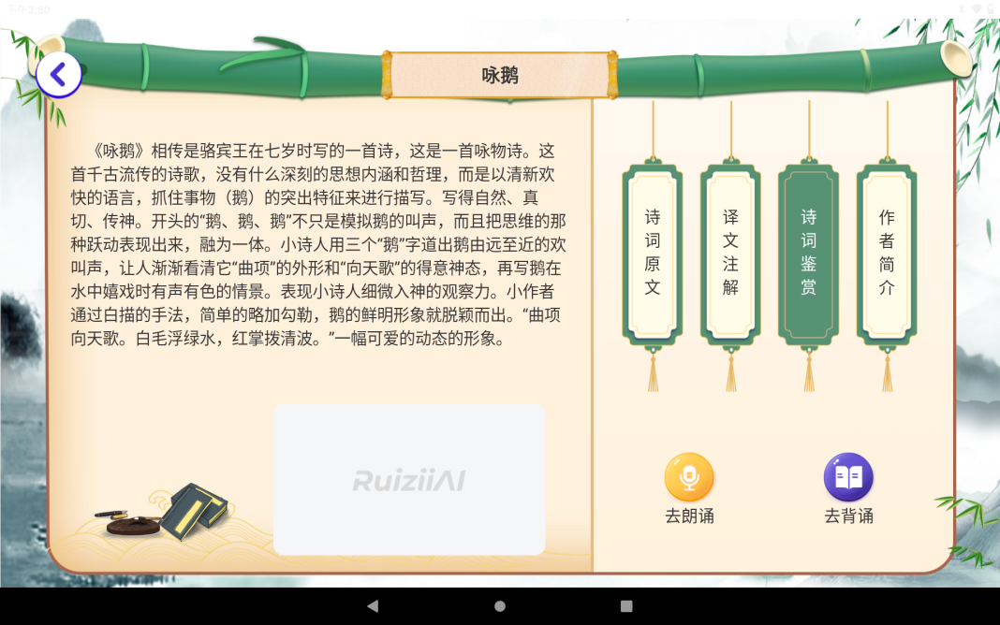 下午2:50
咏鹅
《咏鹅》相传是骆宾王在七岁时写的一首诗，这是一首咏物诗。这
首千古流传的诗歌，没有什么深刻的思想内涵和哲理，而是以清新欢
快的语言，抓住事物（鹅）的突出特征来进行描写。写得自然、真
切、传神。开头的“鹅、鹅、鹅”不只是模拟鹅的叫声，而且把思维的那
种跃动表现出来，融为一体。小诗人用三个“鹅”字道出鹅由远至近的欢
叫声，让人渐渐看清它“曲项”的外形和“向天歌”的得意神态，再写鹅在
水中嬉戏时有声有色的情景。表现小诗人细微入神的观察力。小作者
通过白描的手法，简单的略加勾勒，鹅的鲜明形象就脱颖而出。“曲项
向天歌。白毛浮绿水，红掌拨清波。”一幅可爱的动态的形象。
RuiziiAI
诗词原文
译文注解
诗词鉴赏
作者简介
去朗诵
去背诵